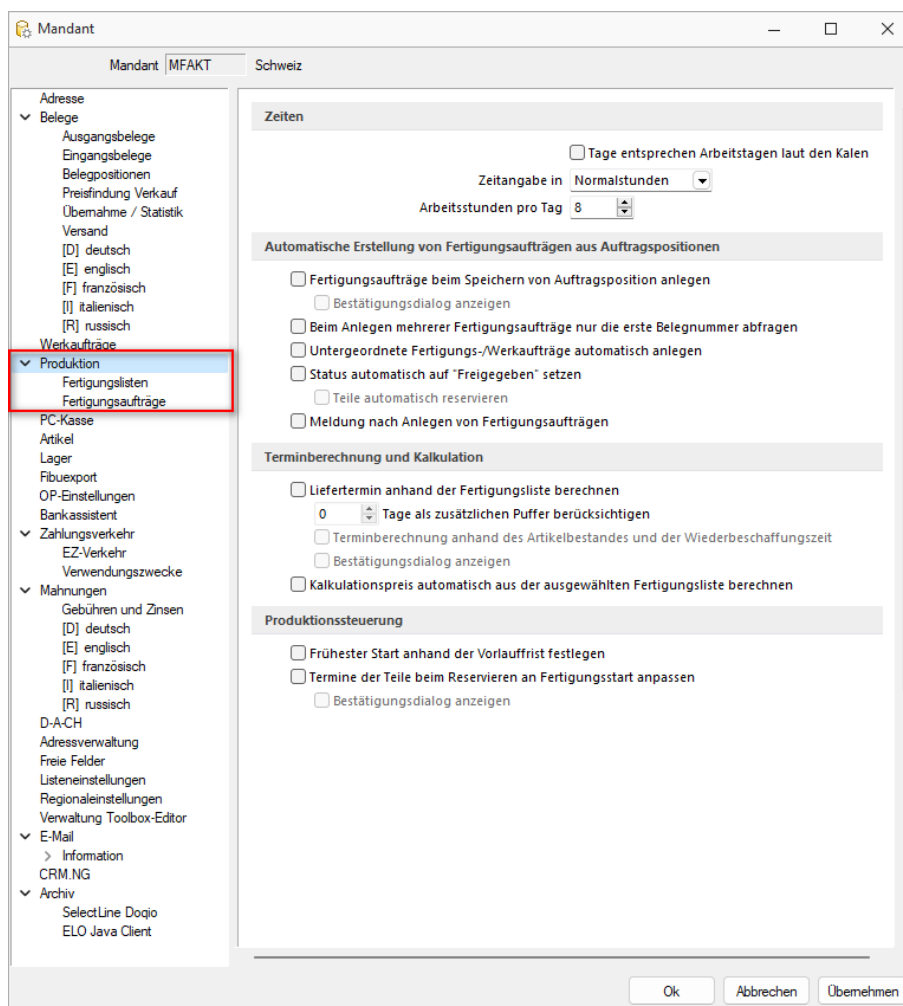 Mandant
Mandant MFAKT Schweiz
Adresse
Belege
Ausgangsbelege
Eingangsbelege
Belegpositionen
Preisfindung Verkauf
Übernahme / Statistik
Versand
[D] deutsch
[E] englisch
[F] französisch
[I] italienisch
[R] russisch
Werkaufträge
Produktion
Fertigungslisten
Fertigungsaufträge
PC-Kasse
Artikel
Lager
Fibuexport
OP-Einstellungen
Bankassistent
Zahlungsverkehr
EZ-Verkehr
Verwendungszwecke
Mahnungen
Gebühren und Zinsen
[D] deutsch
[E] englisch
[F] französisch
[I] italienisch
[R] russisch
D-A-CH
Adressverwaltung
Freie Felder
Listeneinstellungen
Regionaleinstellungen
Verwaltung Toolbox-Editor
E-Mail
Information
CRM.NG
Archiv
SelectLine Doqio
ELO Java Client
Zeiten
Tage entsprechen Arbeitstagen laut den Kalen
Zeitangabe in Normalstunden
Arbeitsstunden pro Tag 8
Automatische Erstellung von Fertigungsaufträgen aus Auftragspositionen
Fertigungsaufträge beim Speichern von Auftragsposition anlegen
Bestätigungsdialog anzeigen
Beim Anlegen mehrerer Fertigungsaufträge nur die erste Belegnummer abfragen
Untergeordnete Fertigungs-/Werkaufträge automatisch anlegen
Status automatisch auf "Freigegeben" setzen
Teile automatisch reservieren
Meldung nach Anlegen von Fertigungsaufträgen
Terminberechnung und Kalkulation
Liefertermin anhand der Fertigungsliste berechnen
0 Tage als zusätzlichen Puffer berücksichtigen
Terminberechnung anhand des Artikelbestandes und der Wiederbeschaffungszeit
Bestätigungsdialog anzeigen
Kalkulationspreis automatisch aus der ausgewählten Fertigungsliste berechnen
Produktionssteuerung
Frühester Start anhand der Vorlauffrist festlegen
Termine der Teile beim Reservieren an Fertigungsstart anpassen
Bestätigungsdialog anzeigen
Ok Abbrechen Übernehmen